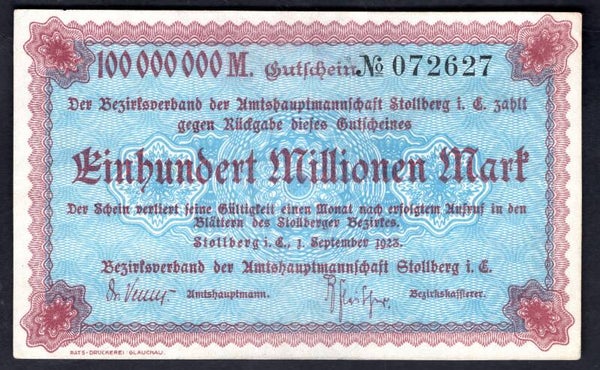 100 000 000 M. Gutschein № 072627
Der Bezirksverband der Amtshauptmannschaft Stollberg i. E. zahlt
gegen Rückgabe dieses Gutscheines
Einhundert Millionen Mark
Der Schein verliert seine Gültigkeit einen Monat nach erfolgtem Aufruf in den
Blättern des Stollberger Bezirkes.
Stollberg i. E., 1. September 1923.
Bezirksverband der Amtshauptmannschaft Stollberg i. E.
Amtshauptmann. Bezirkskassierer.
RATS-DRUCKEREI GLAUCHAU